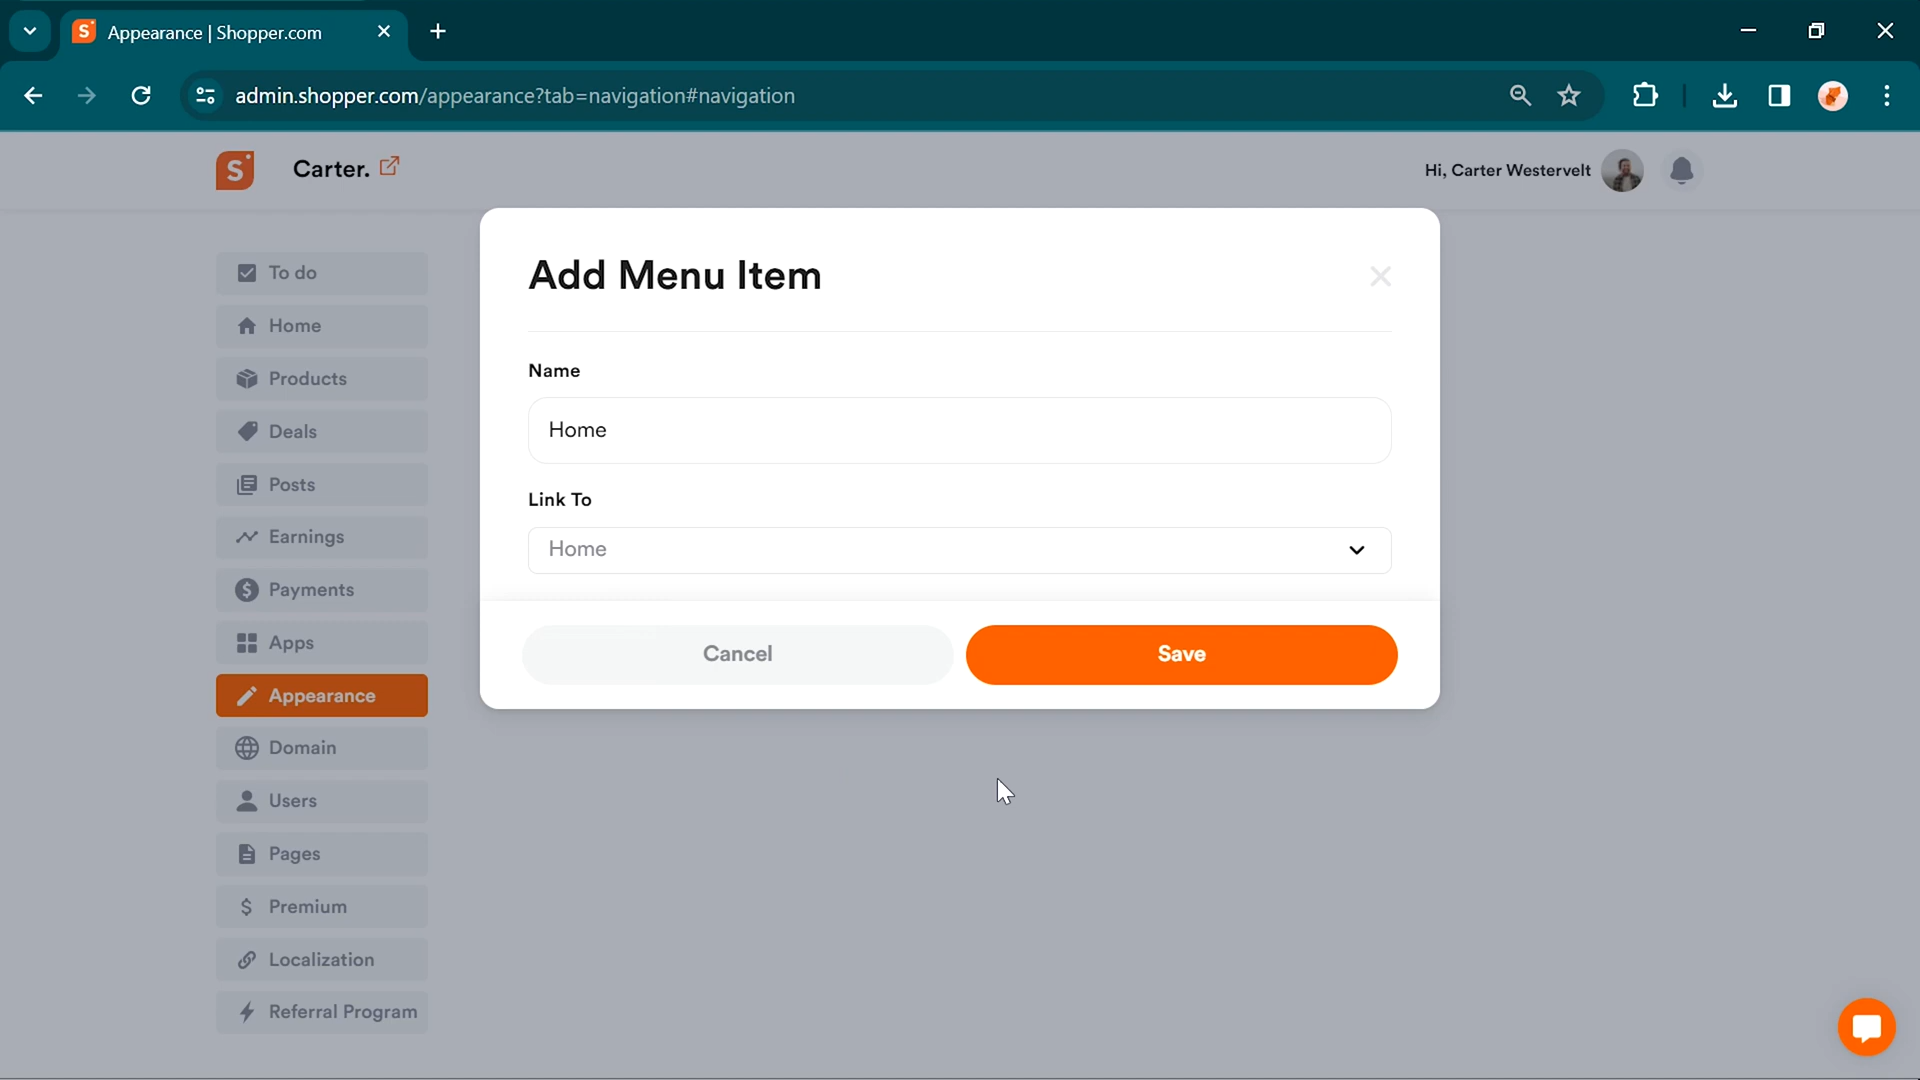 Appearance | Shopper.com
admin.shopper.com/appearance?tab=navigation#navigation
S
Carter.
Hi, Carter Westervelt
To do
Home
Products
Deals
Posts
Earnings
Payments
Apps
Appearance
Domain
Users
Pages
Premium
Localization
Referral Program
Add Menu Item
Name
Home
Link To
Home
Cancel
Save